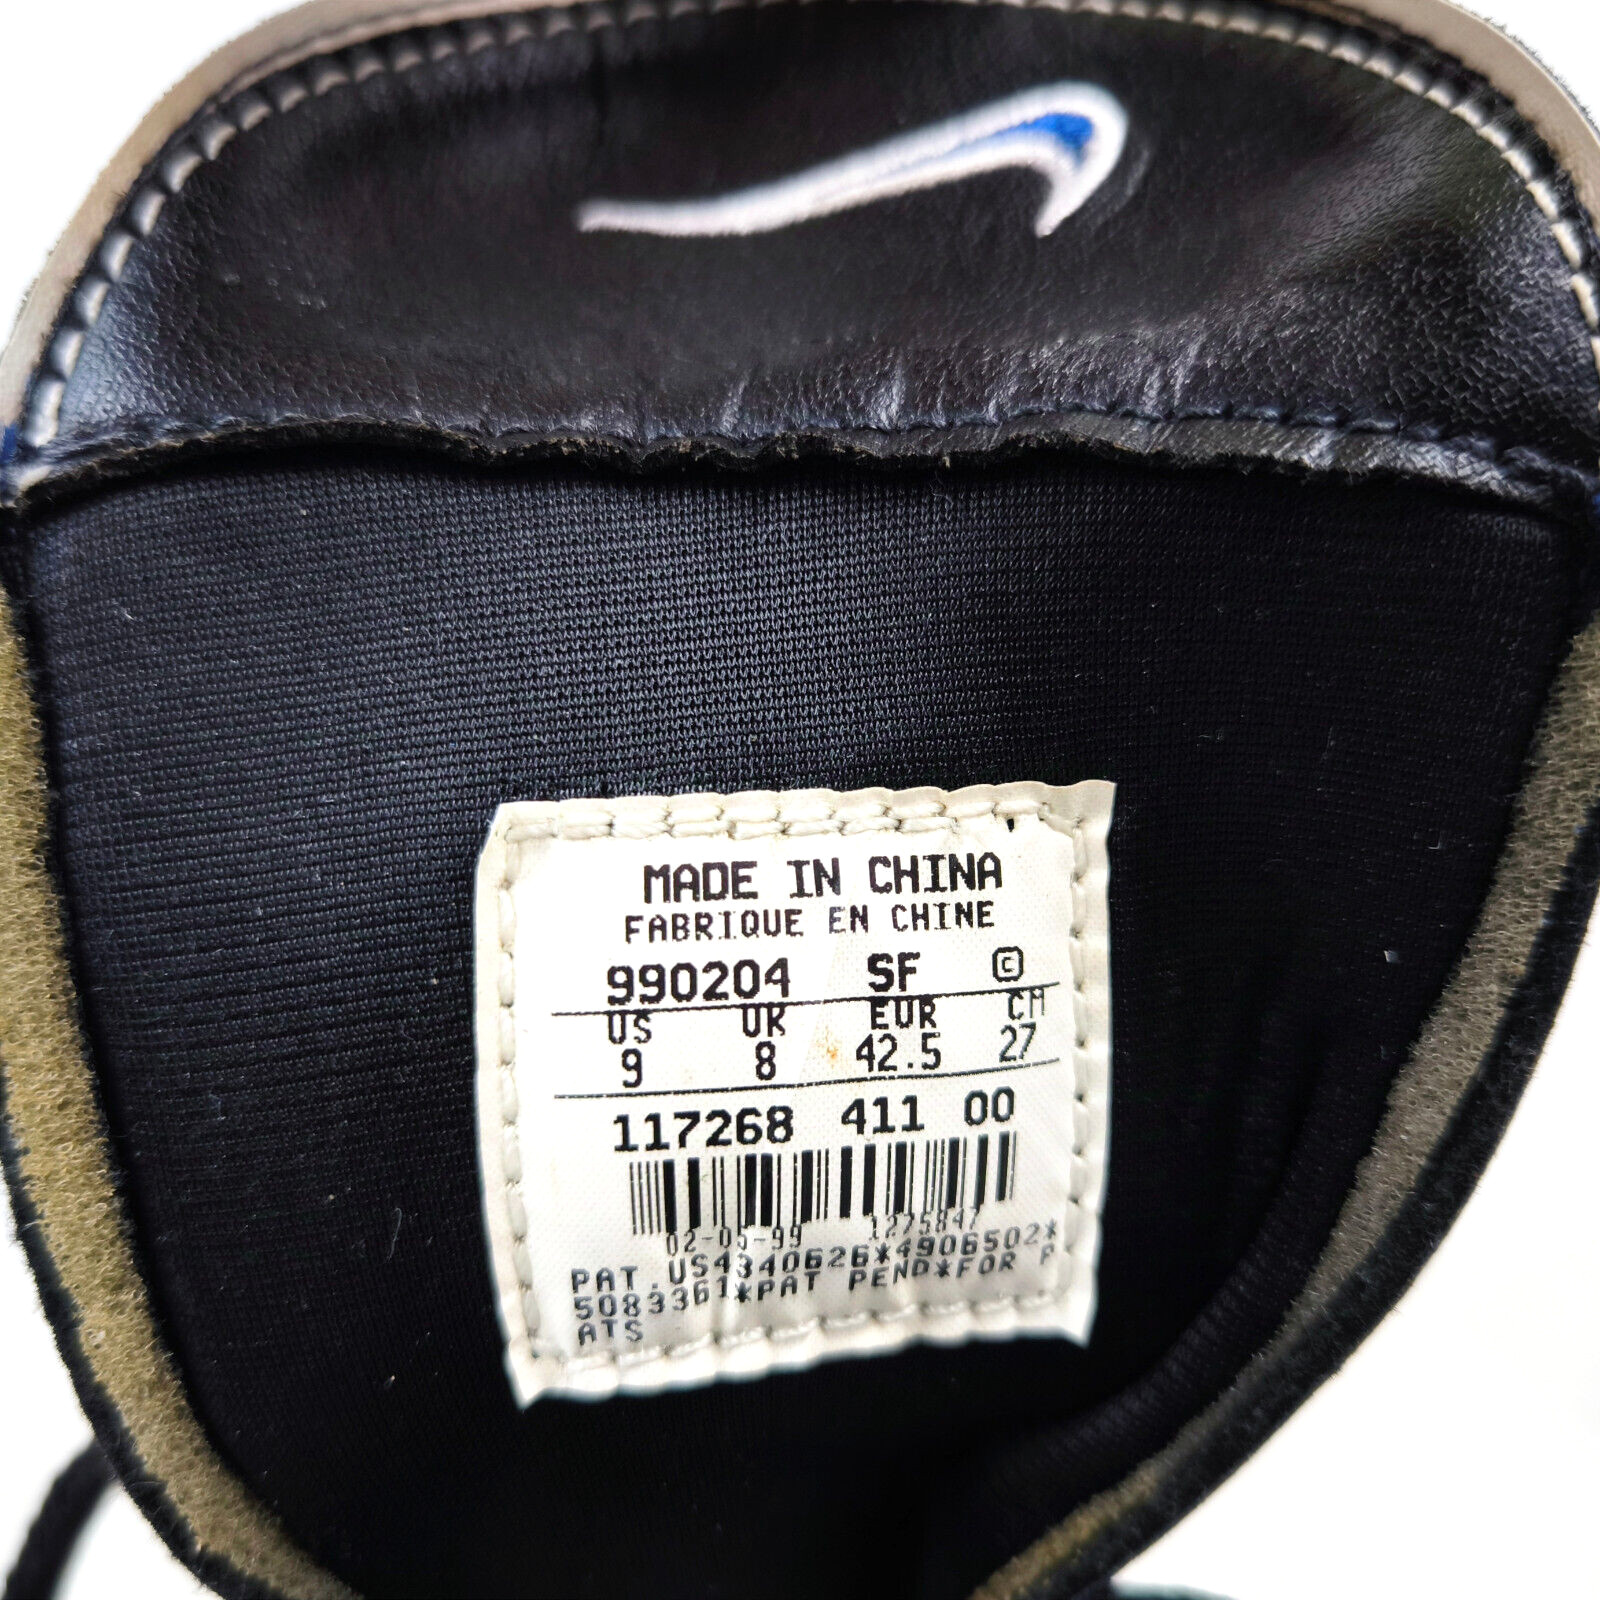 MADE IN CHINA
FABRIQUE EN CHINE
990204 SF ©
US UK EUR CM
9 8 42.5 27
117268 411 00
02-05-99 1275847
PAT.US4340626*4906502*
5083361*PAT PEND*FOR P
ATS